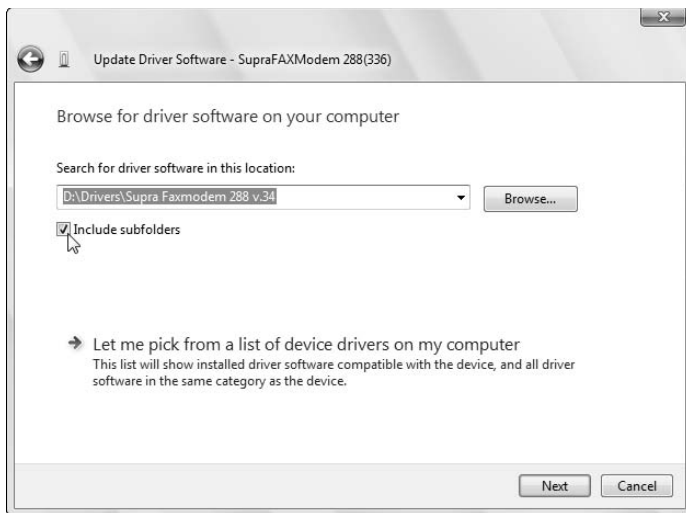 Update Driver Software - SupraFAXModem 288(336)
Browse for driver software on your computer
Search for driver software in this location:
D:\Drivers\Supra Faxmodem 288 v.34
Browse...
Include subfolders
Let me pick from a list of device drivers on my computer
This list will show installed driver software compatible with the device, and all driver
software in the same category as the device.
Next
Cancel